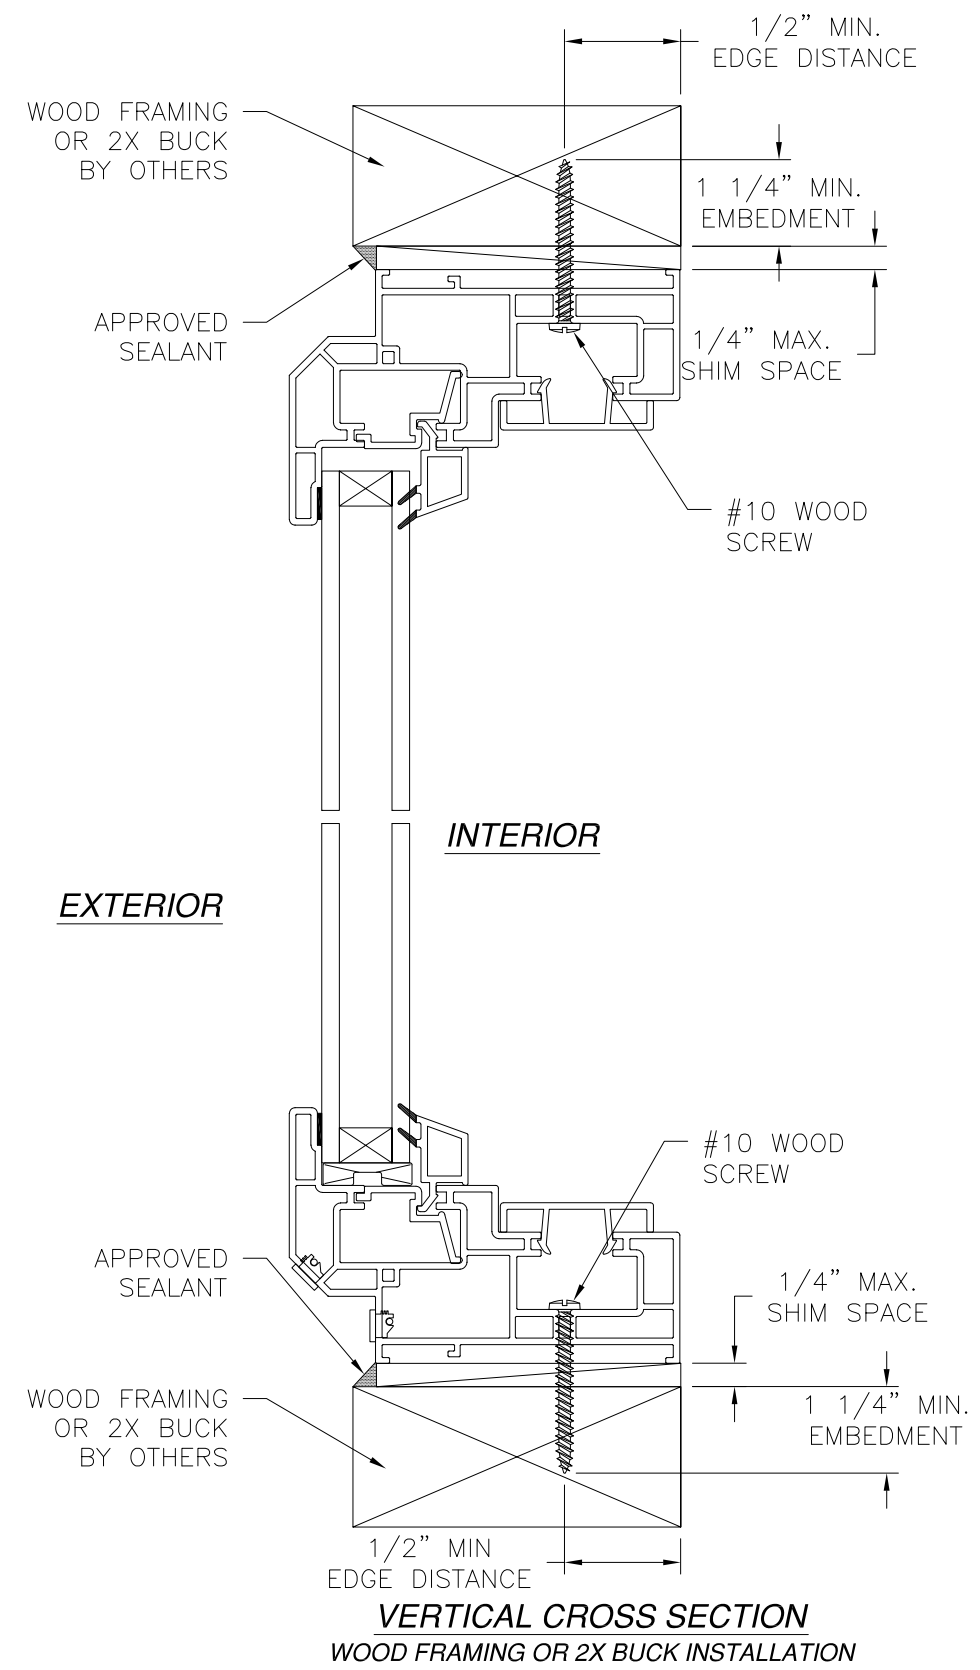 1/2” MIN.
EDGE DISTANCE
WOOD FRAMING
OR 2X BUCK
BY OTHERS
1 1/4” MIN.
EMBEDMENT
APPROVED
SEALANT
1/4” MAX.
SHIM SPACE
#10 WOOD
SCREW
INTERIOR
EXTERIOR
#10 WOOD
SCREW
APPROVED
SEALANT
1/4” MAX.
SHIM SPACE
WOOD FRAMING
OR 2X BUCK
BY OTHERS
1 1/4” MIN.
EMBEDMENT
1/2” MIN
EDGE DISTANCE
VERTICAL CROSS SECTION
WOOD FRAMING OR 2X BUCK INSTALLATION